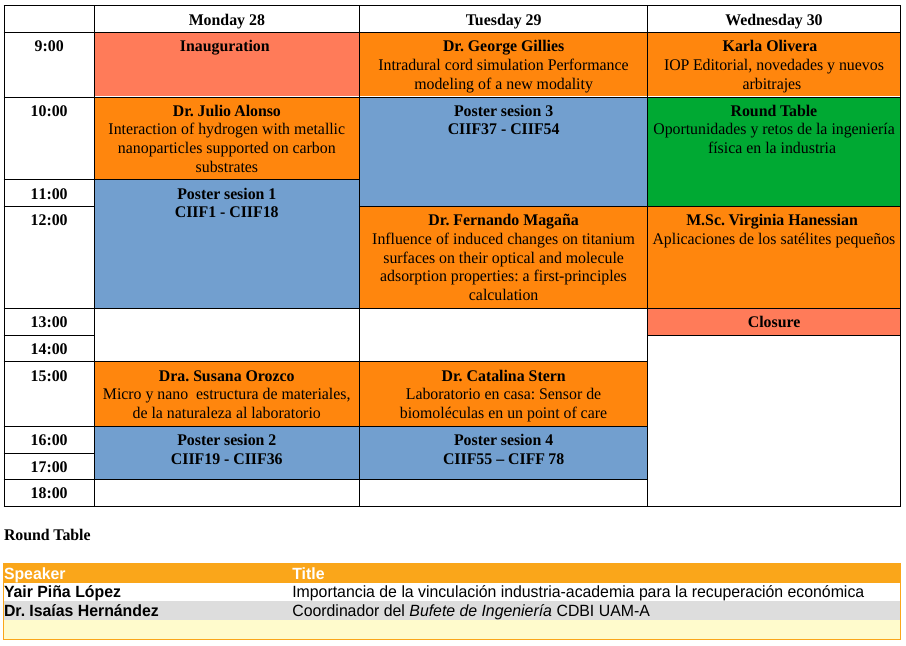 Monday 28 Tuesday 29 Wednesday 30
9:00 Inauguration Dr. George Gillies Karla Olivera
Intradural cord simulation Performance IOP Editorial, novedades y nuevos
modeling of a new modality arbitrajes
10:00 Dr. Julio Alonso Poster sesion 3 Round Table
Interaction of hydrogen with metallic CIIF37 - CIIF54 Oportunidades y retos de la ingeniería
nanoparticles supported on carbon física en la industria
substrates
11:00 Poster sesion 1
CIIF1 - CIIF18
12:00 Dr. Fernando Magaña M.Sc. Virginia Hanessian
Influence of induced changes on titanium Aplicaciones de los satélites pequeños
surfaces on their optical and molecule
adsorption properties: a first-principles
calculation
13:00 Closure
14:00
15:00 Dra. Susana Orozco Dr. Catalina Stern
Micro y nano  estructura de materiales, Laboratorio en casa: Sensor de
de la naturaleza al laboratorio biomoléculas en un point of care
16:00 Poster sesion 2 Poster sesion 4
CIIF19 - CIIF36 CIIF55 – CIFF 78
17:00
18:00
Round Table
Speaker Title
Yair Piña López Importancia de la vinculación industria-academia para la recuperación económica
Dr. Isaías Hernández Coordinador del Bufete de Ingeniería CDBI UAM-A